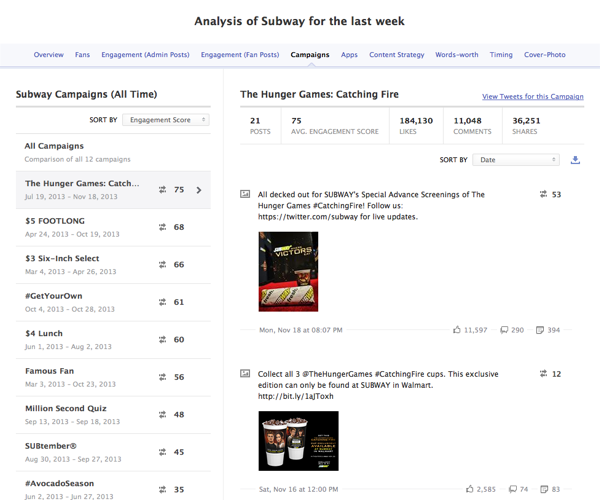 Analysis of Subway for the last week
Overview Fans Engagement (Admin Posts) Engagement (Fan Posts) Campaigns Apps Content Strategy Words-worth Timing Cover-Photo
Subway Campaigns (All Time)
SORT BY Engagement Score
All Campaigns
Comparison of all 12 campaigns
The Hunger Games: Catch... 75
Jul 19, 2013 - Nov 18, 2013
$5 FOOTLONG 68
Apr 24, 2013 - Oct 19, 2013
$3 Six-Inch Select 66
Mar 4, 2013 - Apr 26, 2013
#GetYourOwn 61
Oct 4, 2013 - Oct 28, 2013
$4 Lunch 60
Jun 1, 2013 - Aug 2, 2013
Famous Fan 56
Mar 3, 2013 - Oct 23, 2013
Million Second Quiz 48
Sep 13, 2013 - Sep 18, 2013
SUBtember® 45
Aug 30, 2013 - Sep 27, 2013
#AvocadoSeason 35
Jun 2, 2013 - Jun 27, 2013
The Hunger Games: Catching Fire View Tweets for this Campaign
21 75 184,130 11,048 36,251
POSTS AVG. ENGAGEMENT SCORE LIKES COMMENTS SHARES
SORT BY Date
All decked out for SUBWAY's Special Advance Screenings of The 53
Hunger Games #CatchingFire! Follow us:
https://twitter.com/subway for live updates.
VICTORS
Mon, Nov 18 at 08:07 PM 11,597 290 394
Collect all 3 @TheHungerGames #CatchingFire cups. This exclusive 12
edition can only be found at SUBWAY in Walmart.
http://bit.ly/1aJToxh
Sat, Nov 16 at 12:00 PM 2,585 74 83